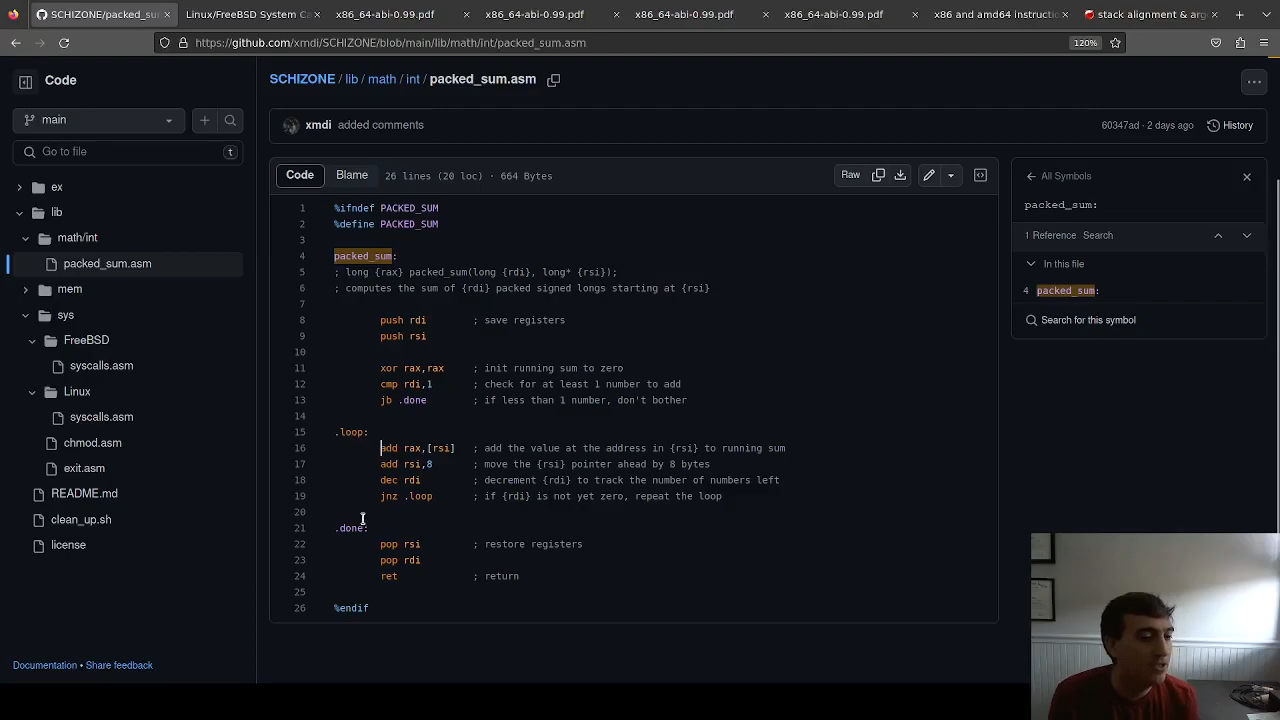 SCHIZONE/packed_su
Linux/FreeBSD System Ca
x86_64-abi-0.99.pdf
x86_64-abi-0.99.pdf
x86_64-abi-0.99.pdf
x86_64-abi-0.99.pdf
x86 and amd64 instructio
stack alignment & arg
https://github.com/xmdi/SCHIZONE/blob/main/lib/math/int/packed_sum.asm
120%
Code
SCHIZONE / lib / math / int / packed_sum.asm
main
xmdi added comments
60347ad · 2 days ago
History
Go to file
t
ex
lib
math/int
packed_sum.asm
mem
sys
FreeBSD
syscalls.asm
Linux
syscalls.asm
chmod.asm
exit.asm
README.md
clean_up.sh
license
Documentation • Share feedback
Code
Blame
26 lines (20 loc) · 664 Bytes
Raw
1 %ifndef PACKED_SUM
2 %define PACKED_SUM
3
4 packed_sum:
5 ; long {rax} packed_sum(long {rdi}, long* {rsi});
6 ; computes the sum of {rdi} packed signed longs starting at {rsi}
7
8 push rdi ; save registers
9 push rsi
10
11 xor rax,rax ; init running sum to zero
12 cmp rdi,1 ; check for at least 1 number to add
13 jb .done ; if less than 1 number, don't bother
14
15 .loop:
16 add rax,[rsi] ; add the value at the address in {rsi} to running sum
17 add rsi,8 ; move the {rsi} pointer ahead by 8 bytes
18 dec rdi ; decrement {rdi} to track the number of numbers left
19 jnz .loop ; if {rdi} is not yet zero, repeat the loop
20
21 .done:
22 pop rsi ; restore registers
23 pop rdi
24 ret ; return
25
26 %endif
All Symbols
packed_sum:
1 Reference Search
In this file
4 packed_sum:
Search for this symbol